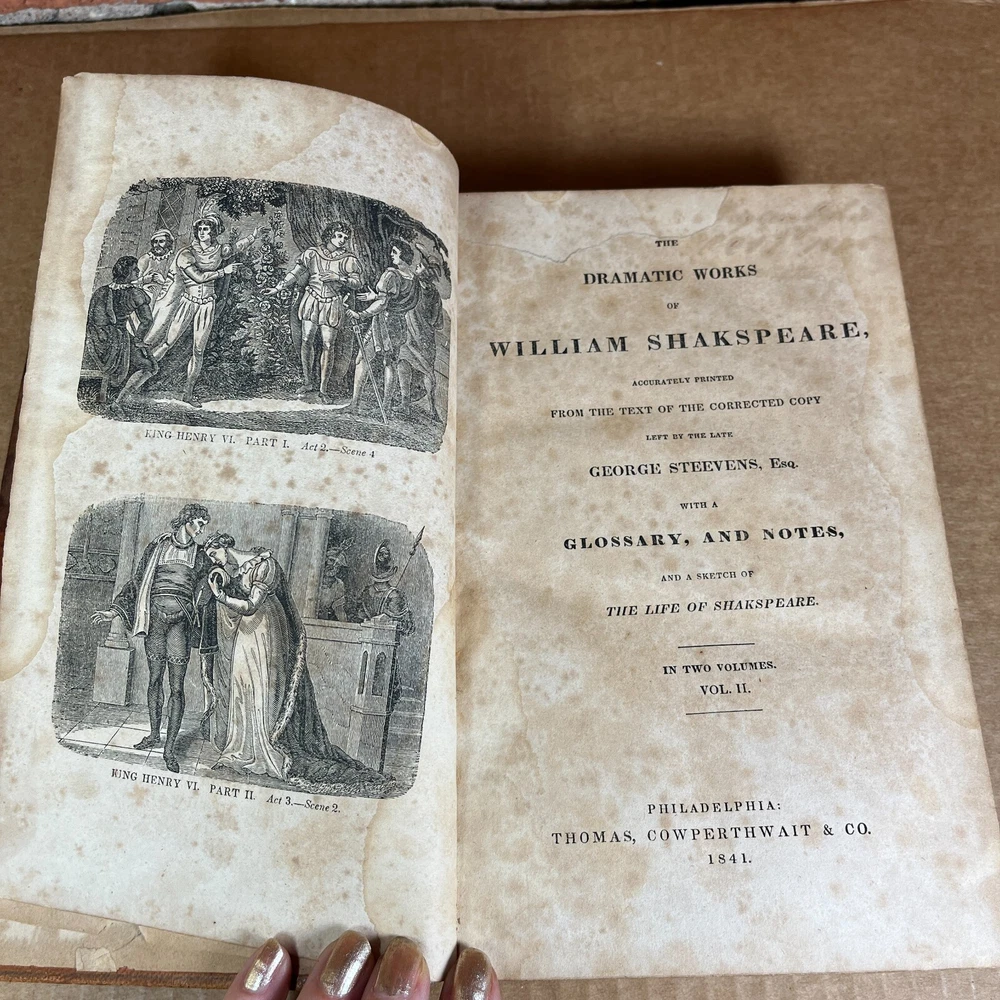 KING HENRY VI. PART I. Act 2.—Scene 4
KING HENRY VI. PART II. Act 3.—Scene 2.
THE
DRAMATIC WORKS
OF
WILLIAM SHAKSPEARE,
ACCURATELY PRINTED
FROM THE TEXT OF THE CORRECTED COPY
LEFT BY THE LATE
GEORGE STEEVENS, Esq.
WITH A
GLOSSARY, AND NOTES,
AND A SKETCH OF
THE LIFE OF SHAKSPEARE.
IN TWO VOLUMES.
VOL. II.
PHILADELPHIA:
THOMAS, COWPERTHWAIT & CO.
1841.